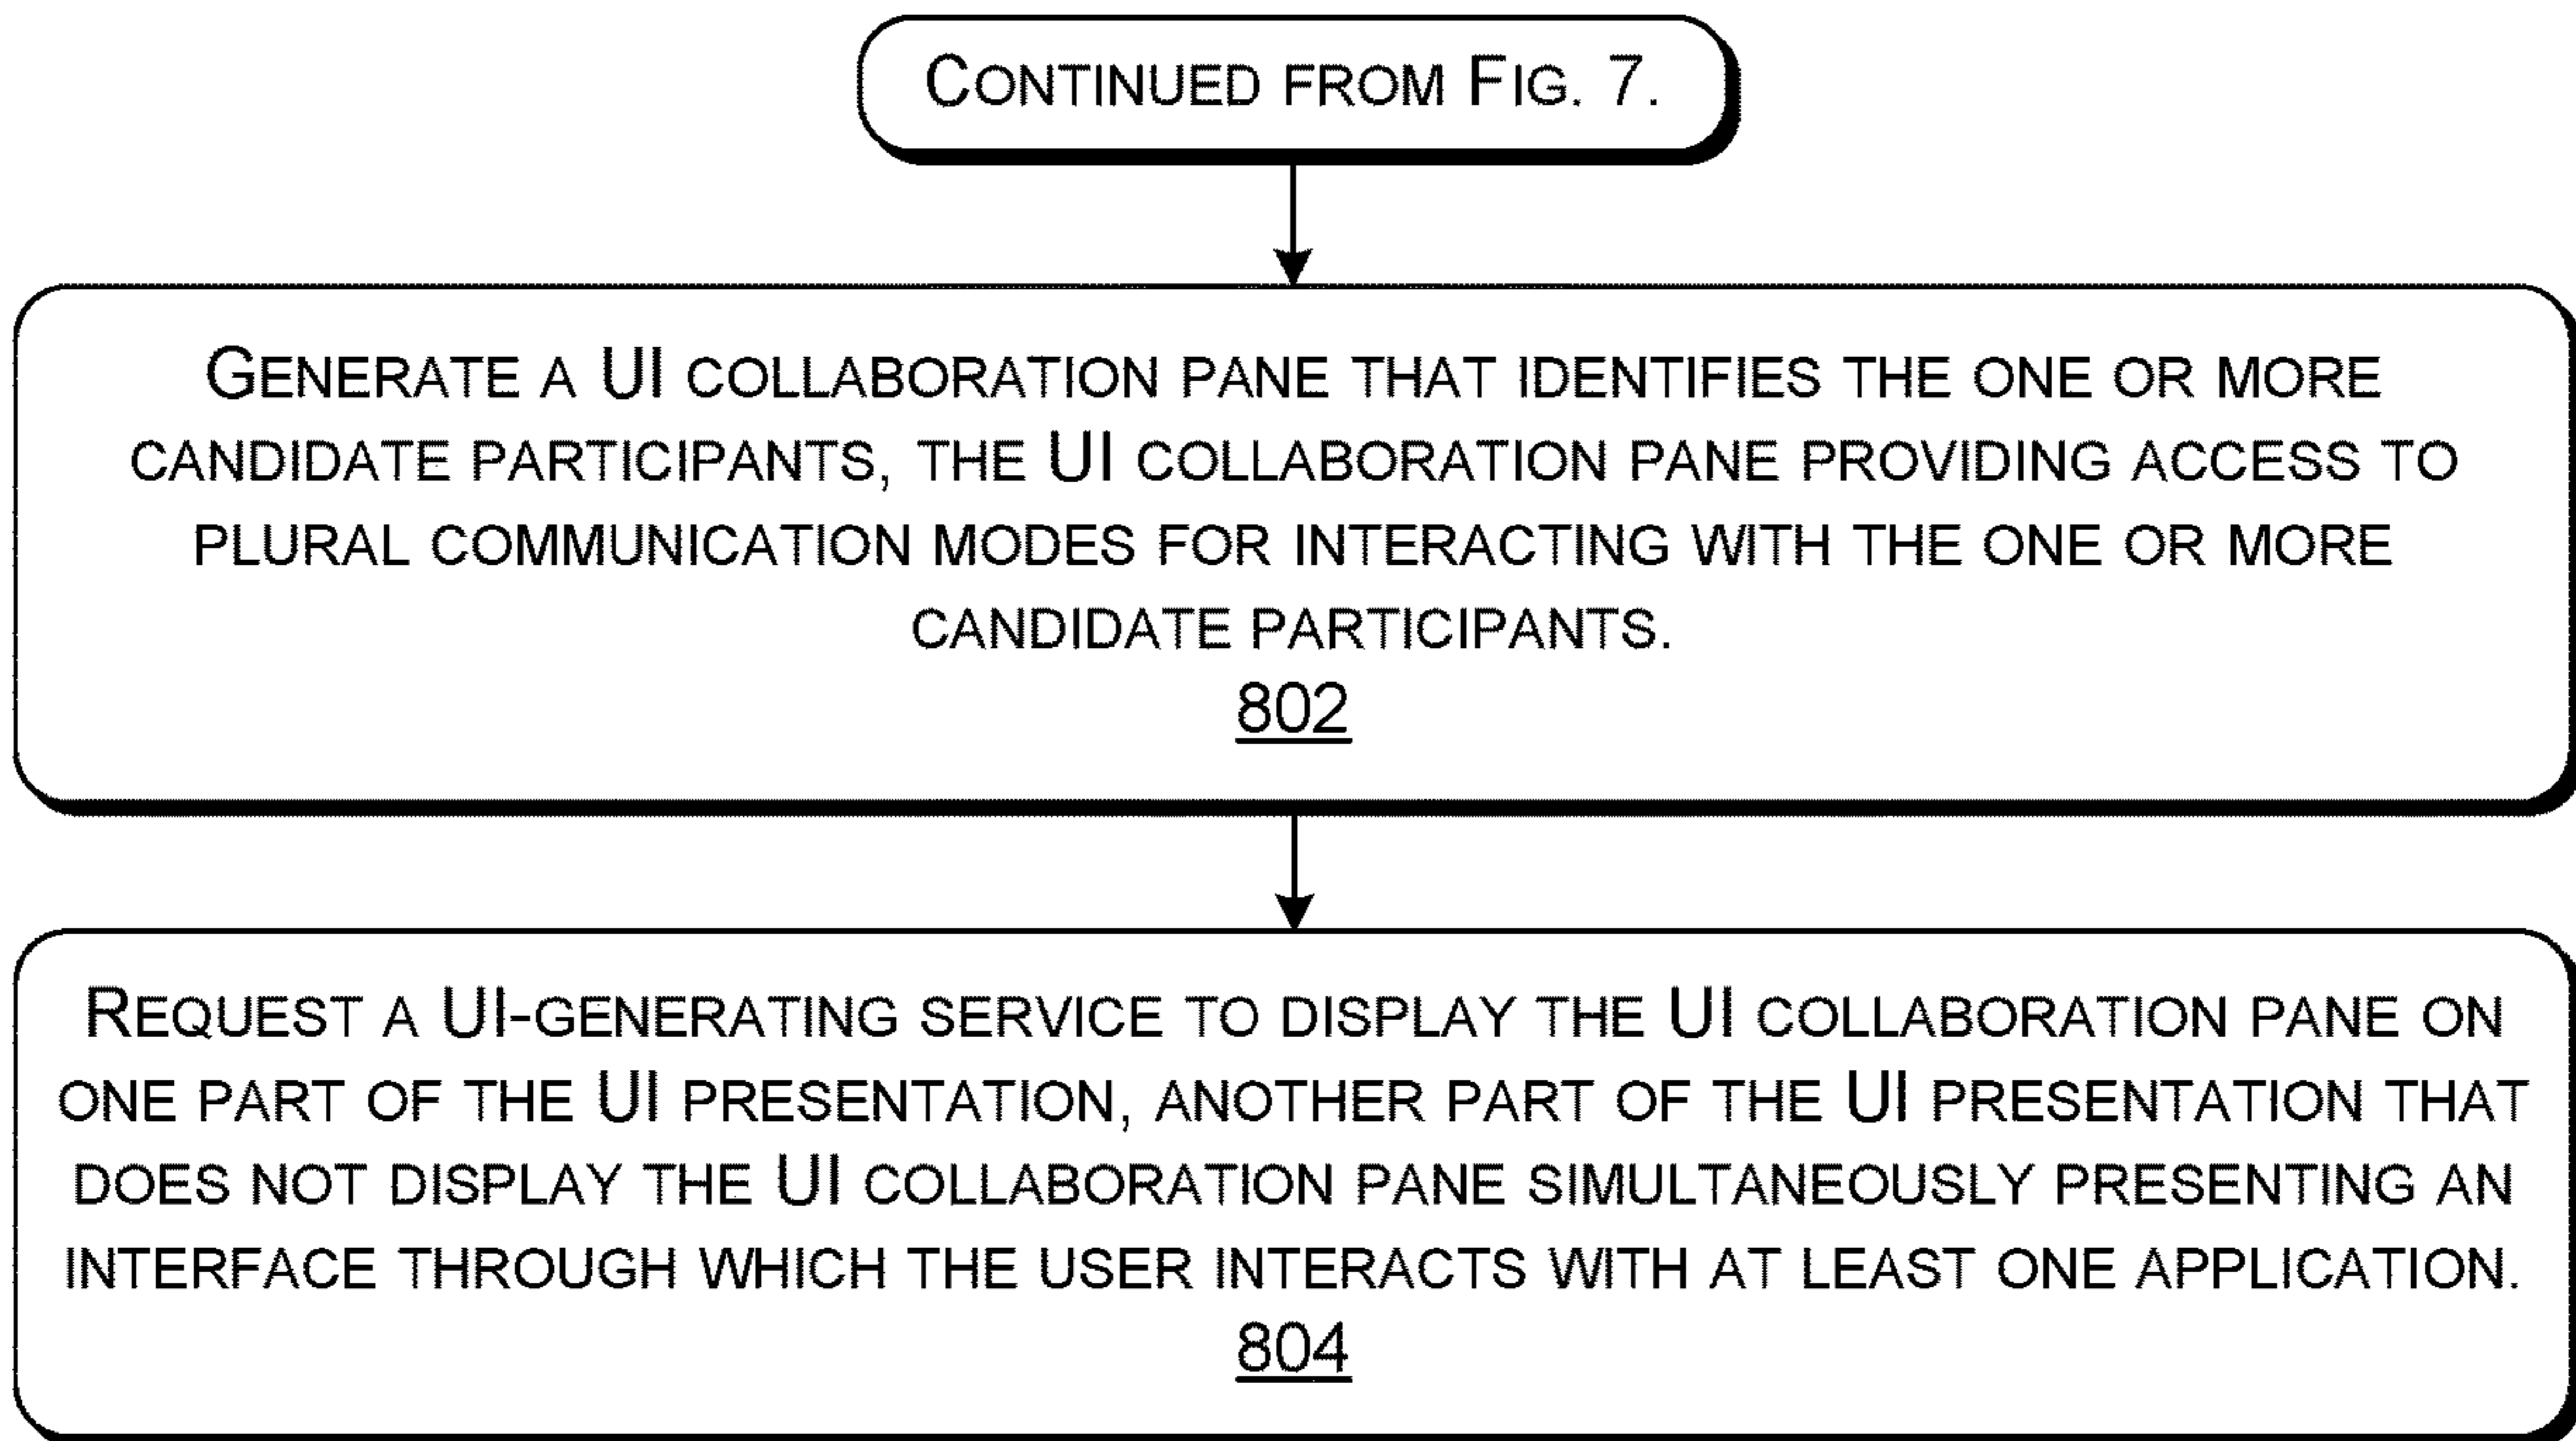 CONTINUED FROM FIG. 7.
GENERATE A UI COLLABORATION PANE THAT IDENTIFIES THE ONE OR MORE
CANDIDATE PARTICIPANTS, THE UI COLLABORATION PANE PROVIDING ACCESS TO
PLURAL COMMUNICATION MODES FOR INTERACTING WITH THE ONE OR MORE
CANDIDATE PARTICIPANTS.
802
REQUEST A UI-GENERATING SERVICE TO DISPLAY THE UI COLLABORATION PANE ON
ONE PART OF THE UI PRESENTATION, ANOTHER PART OF THE UI PRESENTATION THAT
DOES NOT DISPLAY THE UI COLLABORATION PANE SIMULTANEOUSLY PRESENTING AN
INTERFACE THROUGH WHICH THE USER INTERACTS WITH AT LEAST ONE APPLICATION.
804